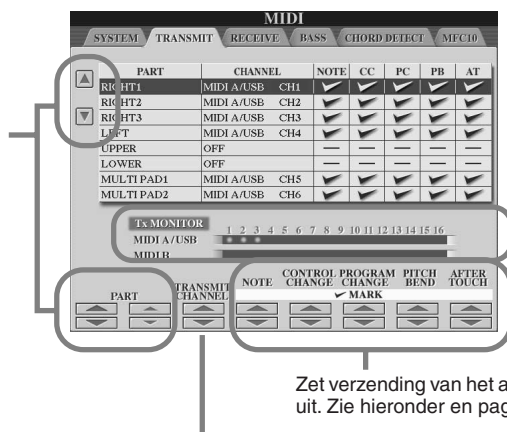 MIDI
SYSTEM TRANSMIT RECEIVE BASS CHORD DETECT MFC10
PART CHANNEL NOTE CC PC PB AT
RIGHT1 MIDI A/USB CH1
RIGHT2 MIDI A/USB CH2
RIGHT3 MIDI A/USB CH3
LEFT MIDI A/USB CH4
UPPER OFF — — — — —
LOWER OFF — — — — —
MULTI PAD1 MIDI A/USB CH5
MULTI PAD2 MIDI A/USB CH6
Tx MONITOR 1 2 3 4 5 6 7 8 9 10 11 12 13 14 15 16
MIDI A/USB
MIDI B
PART TRANSMIT CHANNEL NOTE CONTROL CHANGE PROGRAM CHANGE PITCH BEND AFTER TOUCH
MARK
Zet verzending van het a
uit. Zie hieronder en pag